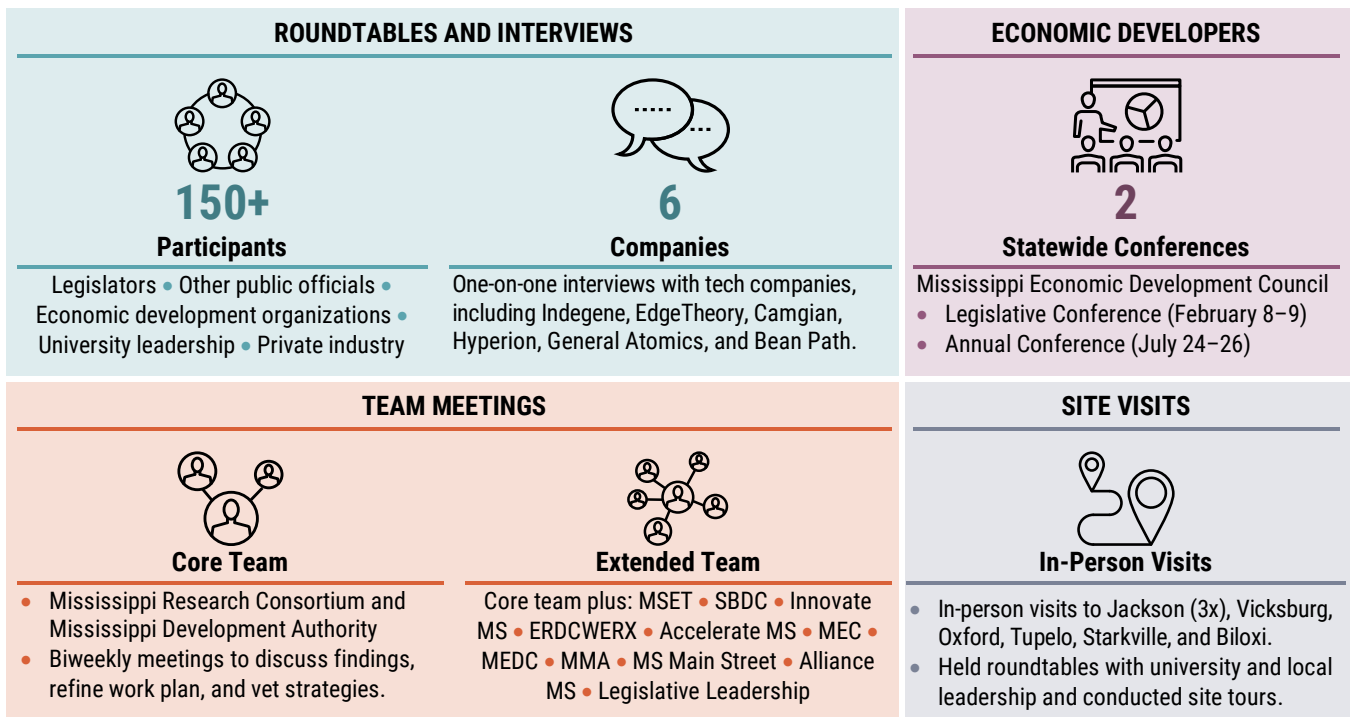 ROUNDTABLES AND INTERVIEWS
150+
Participants
Legislators • Other public officials •
Economic development organizations •
University leadership • Private industry
6
Companies
One-on-one interviews with tech companies,
including Indegene, EdgeTheory, Camgian,
Hyperion, General Atomics, and Bean Path.
ECONOMIC DEVELOPERS
2
Statewide Conferences
Mississippi Economic Development Council
• Legislative Conference (February 8–9)
• Annual Conference (July 24–26)
TEAM MEETINGS
Core Team
• Mississippi Research Consortium and
Mississippi Development Authority
• Biweekly meetings to discuss findings,
refine work plan, and vet strategies.
Extended Team
Core team plus: MSET • SBDC • Innovate
MS • ERDCWERX • Accelerate MS • MEC •
MEDC • MMA • MS Main Street • Alliance
MS • Legislative Leadership
SITE VISITS
In-Person Visits
• In-person visits to Jackson (3x), Vicksburg,
Oxford, Tupelo, Starkville, and Biloxi.
• Held roundtables with university and local
leadership and conducted site tours.